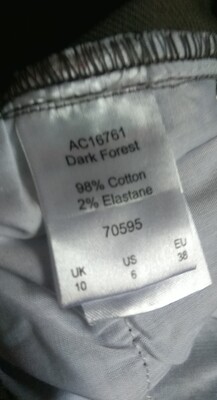 AC16761
Dark Forest
98% Cotton
2% Elastane
70595
UK US EU
10 6 38